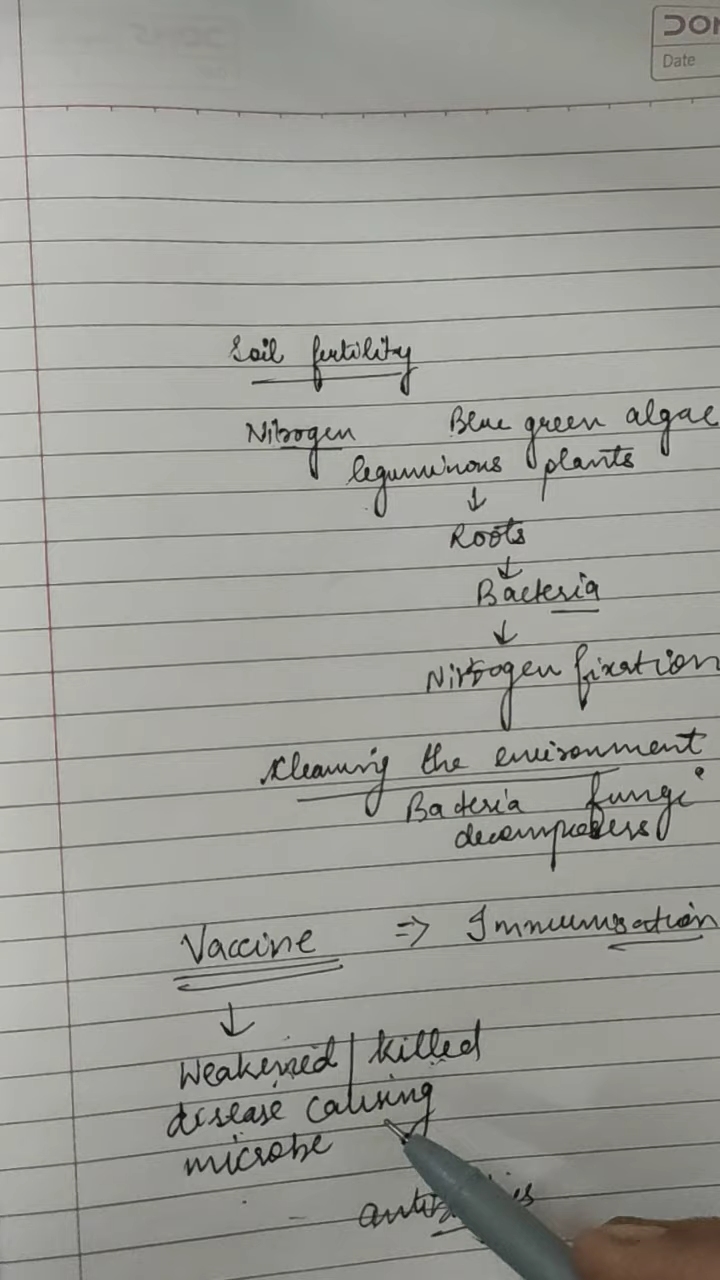 DOM
Date
Soil fertility
Nitrogen Blue green algae
leguminous plants
↓
Roots
↓
Bacteria
↓
Nitrogen fixation
Cleaning the environment
Bacteria fungi
decomposers
Vaccine ⇒ Immunisation
↓
Weakened / killed
disease causing
microbe